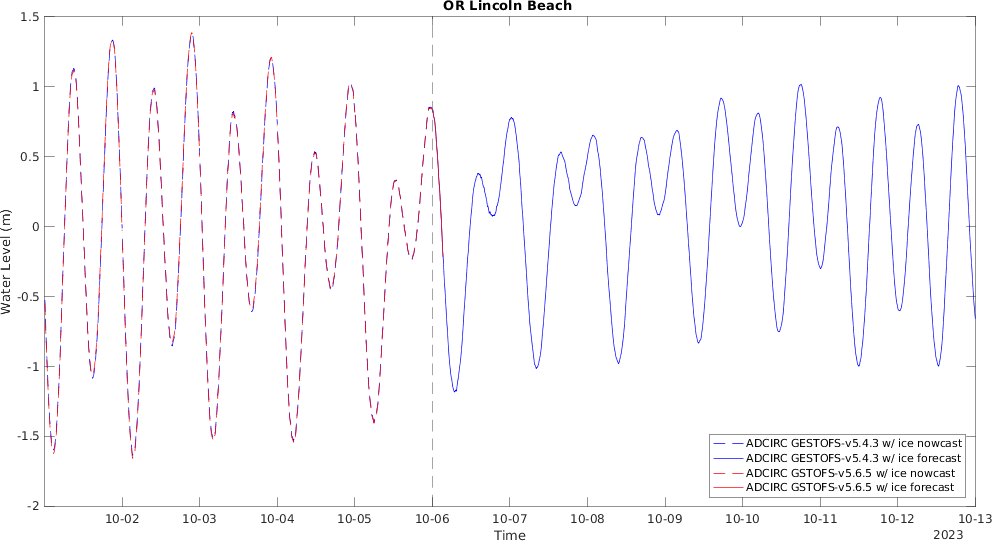 OR Lincoln Beach
Water Level (m)
1.5
1
0.5
0
-0.5
-1
-1.5
-2
ADCIRC GESTOFS-v5.4.3 w/ ice nowcast
ADCIRC GESTOFS-v5.4.3 w/ ice forecast
ADCIRC GSTOFS-v5.6.5 w/ ice nowcast
ADCIRC GSTOFS-v5.6.5 w/ ice forecast
10-02 10-03 10-04 10-05 10-06 10-07 10-08 10-09 10-10 10-11 10-12 10-13
Time
2023